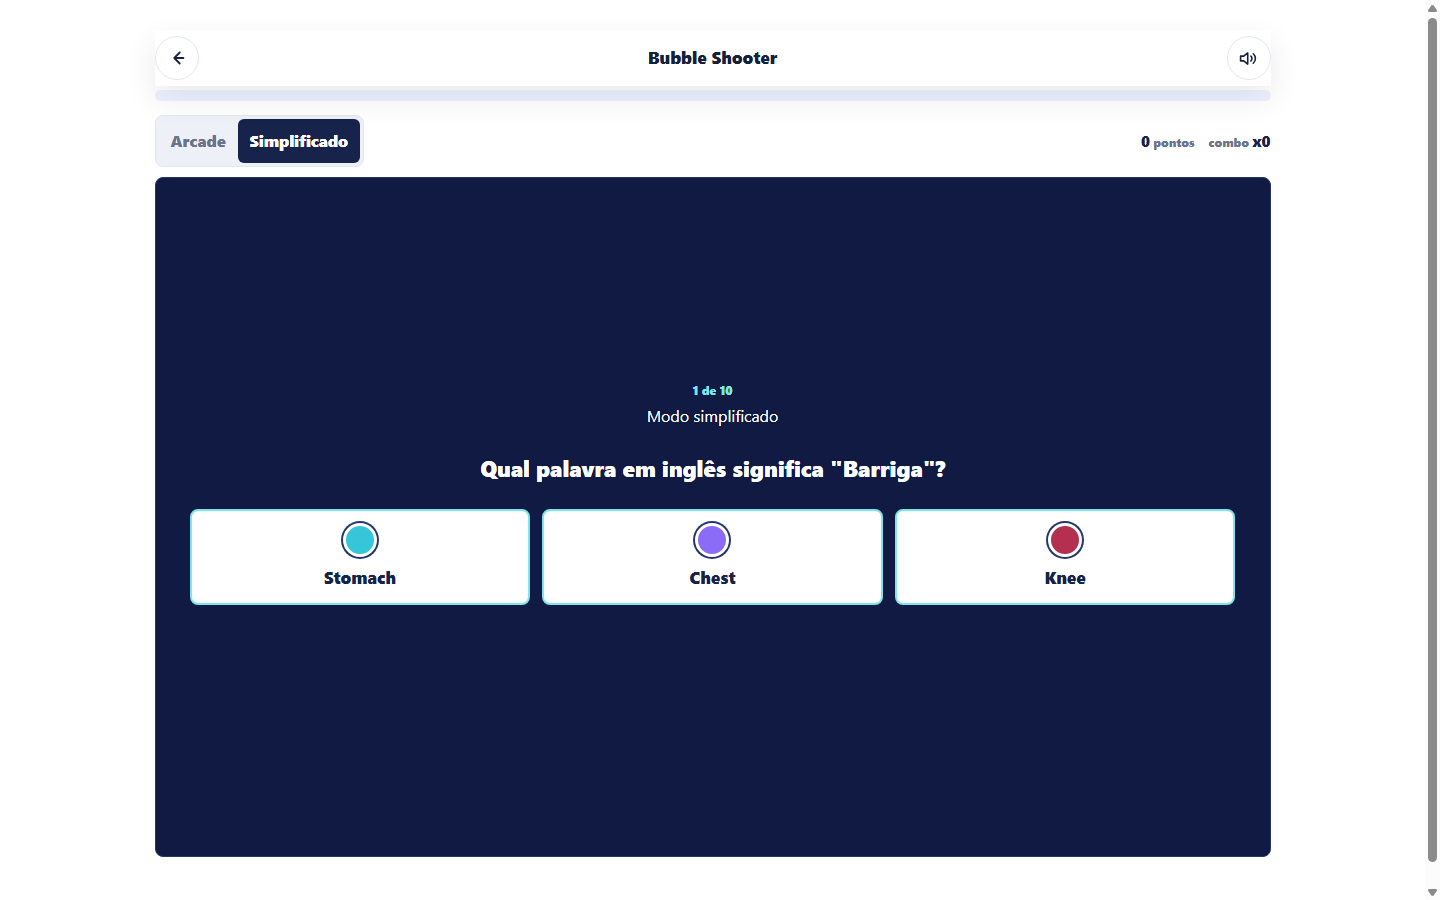 Bubble Shooter
Arcade
Simplificado
0 pontos combo x0
1 de 10
Modo simplificado
Qual palavra em inglês significa "Barriga"?
Stomach
Chest
Knee